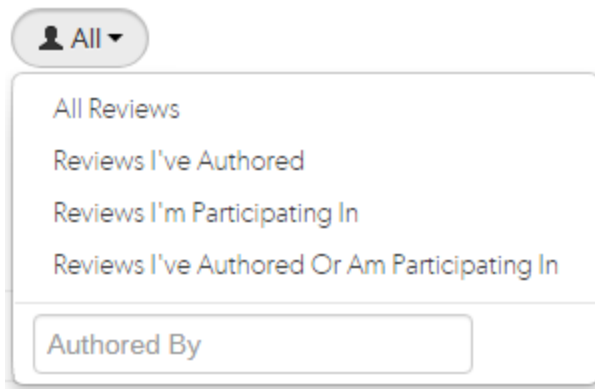 All
All Reviews
Reviews I've Authored
Reviews I'm Participating In
Reviews I've Authored Or Am Participating In
Authored By